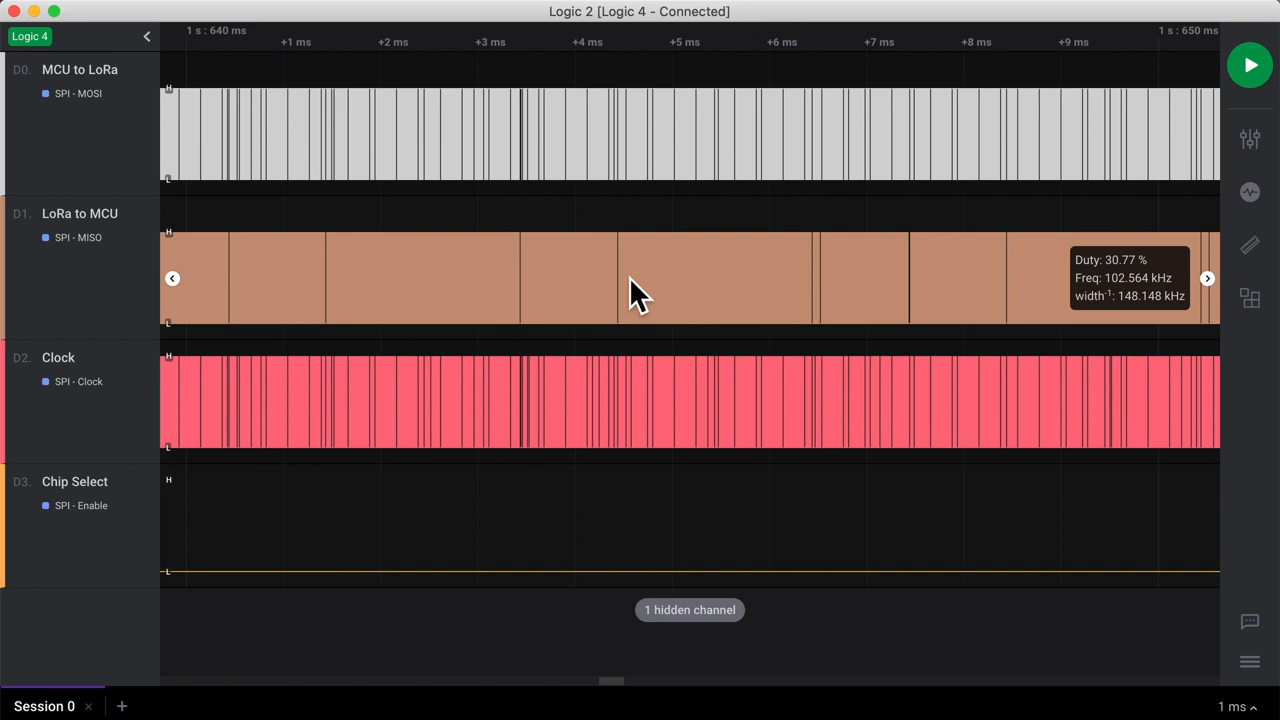 Logic 2 [Logic 4 - Connected]
Logic 4
1 s : 640 ms
1 s : 650 ms
+1 ms
+2 ms
+3 ms
+4 ms
+5 ms
+6 ms
+7 ms
+8 ms
+9 ms
D0. MCU to LoRa
SPI - MOSI
H
L
D1. LoRa to MCU
SPI - MISO
H
L
Duty: 30.77 %
Freq: 102.564 kHz
width⁻¹: 148.148 kHz
D2. Clock
SPI - Clock
H
L
D3. Chip Select
SPI - Enable
H
L
1 hidden channel
Session 0
1 ms